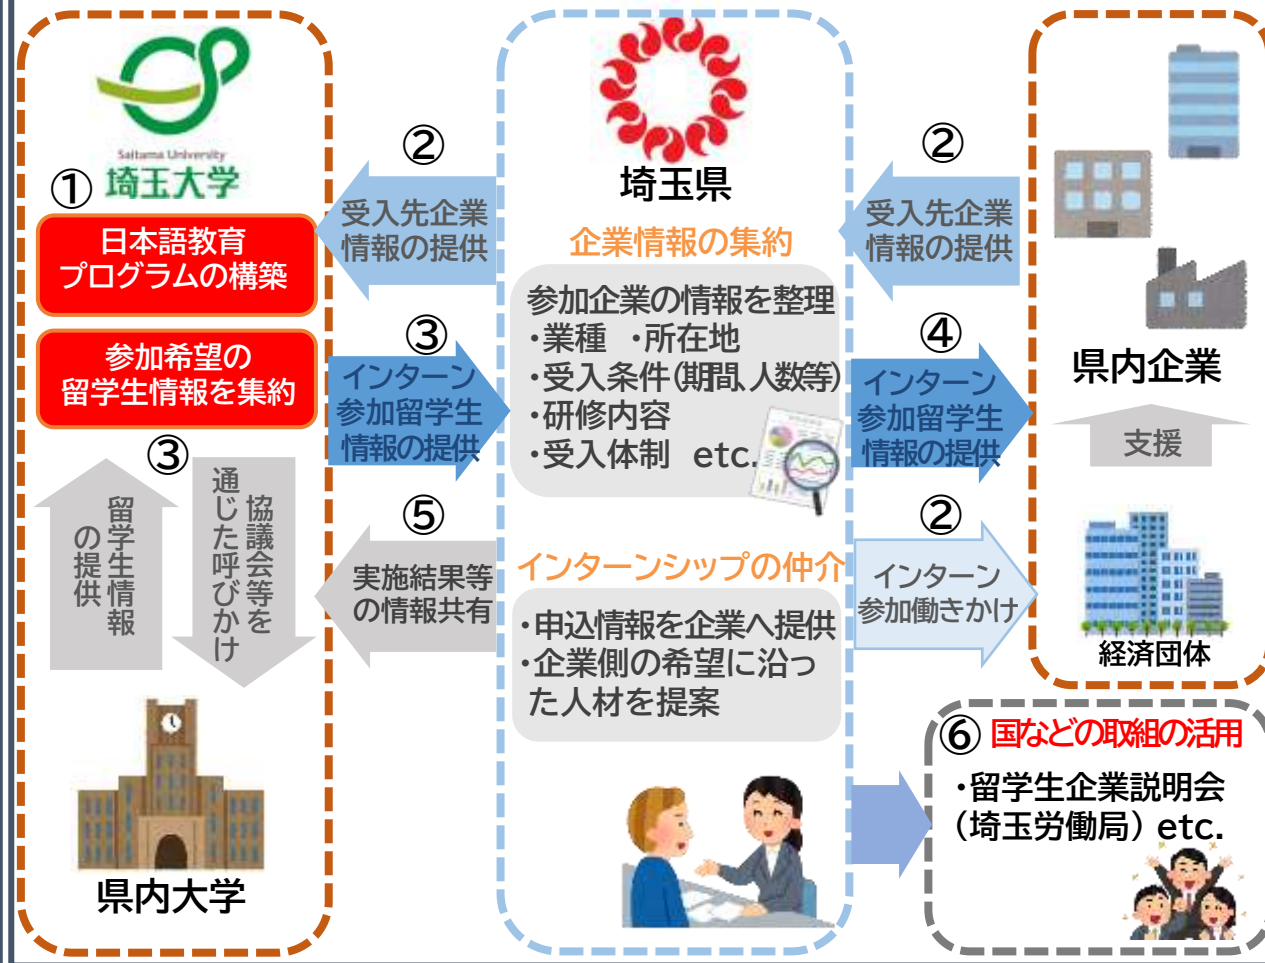 Saitama University
埼玉大学
①
日本語教育
プログラムの構築
参加希望の
留学生情報を集約
③
留学生情報
の提供
協議会等を
通じた呼びかけ
県内大学
②
受入先企業
情報の提供
③
インターン
参加留学生
情報の提供
⑤
実施結果等
の情報共有
埼玉県
企業情報の集約
参加企業の情報を整理
・業種 ・所在地
・受入条件(期間、人数等)
・研修内容
・受入体制 etc.
インターンシップの仲介
・申込情報を企業へ提供
・企業側の希望に沿っ
た人材を提案
②
受入先企業
情報の提供
④
インターン
参加留学生
情報の提供
②
インターン
参加働きかけ
県内企業
支援
経済団体
⑥ 国などの取組の活用
・留学生企業説明会
(埼玉労働局) etc.